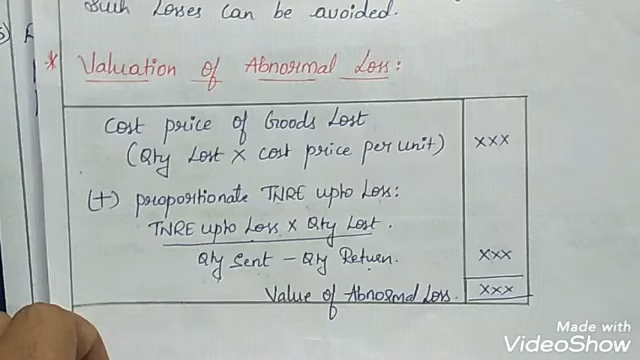 such Losses can be avoided.
* Valuation of Abnormal Loss:
Cost price of Goods Lost
(Qty Lost X cost price per unit) XXX
(+) proportionate TNRE upto Loss:
TNRE upto Loss X Qty Lost.
Qty Sent - Qty Return. XXX
Value of Abnormal Loss. XXX
Made with
VideoShow